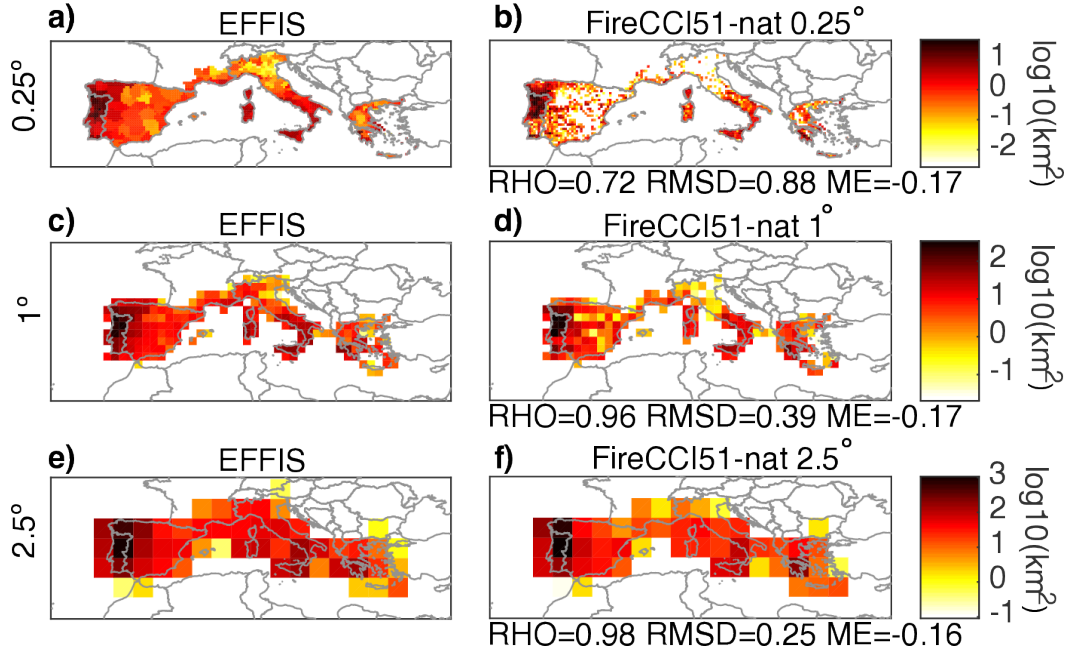 a) EFFIS
b) FireCCI51-nat 0.25°
0.25º
1
0
-1
-2
log10(km2)
RHO=0.72 RMSD=0.88 ME=-0.17
c) EFFIS
d) FireCCI51-nat 1°
1º
2
1
0
-1
log10(km2)
RHO=0.96 RMSD=0.39 ME=-0.17
e) EFFIS
f) FireCCI51-nat 2.5°
2.5º
3
2
1
0
-1
log10(km2)
RHO=0.98 RMSD=0.25 ME=-0.16